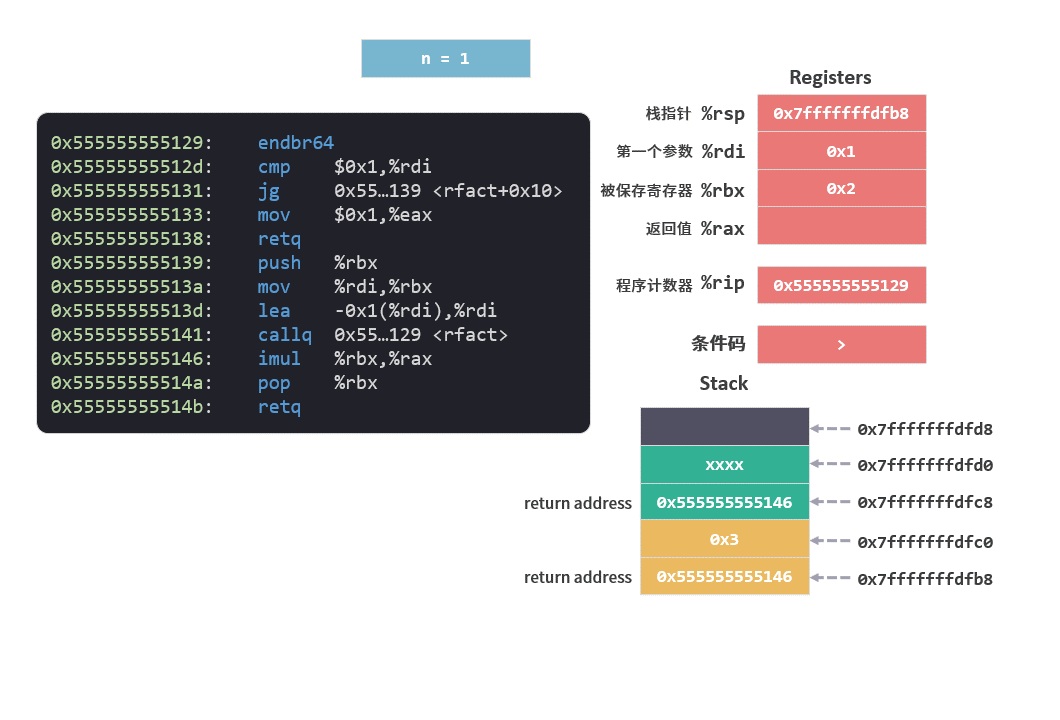 n = 1
Registers
栈指针 %rsp 0x7fffffffdfb8
第一个参数 %rdi 0x1
被保存寄存器 %rbx 0x2
返回值 %rax
程序计数器 %rip 0x555555555129
条件码 >
0x555555555129: endbr64
0x55555555512d: cmp $0x1,%rdi
0x555555555131: jg 0x55…139 <rfact+0x10>
0x555555555133: mov $0x1,%eax
0x555555555138: retq
0x555555555139: push %rbx
0x55555555513a: mov %rdi,%rbx
0x55555555513d: lea -0x1(%rdi),%rdi
0x555555555141: callq 0x55…129 <rfact>
0x555555555146: imul %rbx,%rax
0x55555555514a: pop %rbx
0x55555555514b: retq
Stack
0x7fffffffdfd8
xxxx 0x7fffffffdfd0
return address 0x555555555146 0x7fffffffdfc8
0x3 0x7fffffffdfc0
return address 0x555555555146 0x7fffffffdfb8